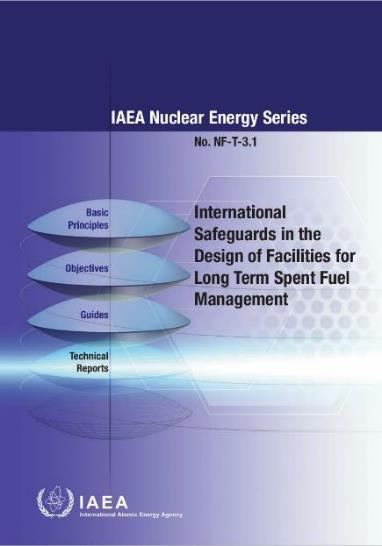 IAEA Nuclear Energy Series
No. NF-T-3.1
Basic
Principles
Objectives
Guides
Technical
Reports
International
Safeguards in the
Design of Facilities for
Long Term Spent Fuel
Management
IAEA
International Atomic Energy Agency